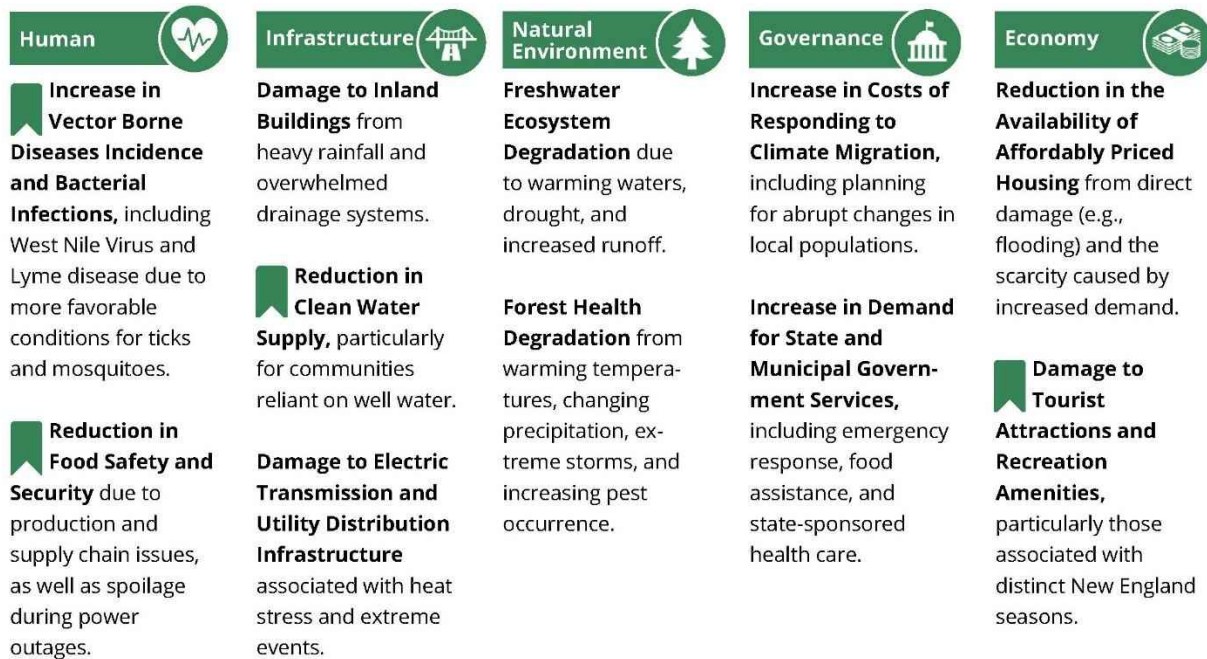 Human
Increase in
Vector Borne
Diseases Incidence
and Bacterial
Infections, including
West Nile Virus and
Lyme disease due to
more favorable
conditions for ticks
and mosquitoes.
Reduction in
Food Safety and
Security due to
production and
supply chain issues,
as well as spoilage
during power
outages.
Infrastructure
Damage to Inland
Buildings from
heavy rainfall and
overwhelmed
drainage systems.
Reduction in
Clean Water
Supply, particularly
for communities
reliant on well water.
Damage to Electric
Transmission and
Utility Distribution
Infrastructure
associated with heat
stress and extreme
events.
Natural
Environment
Freshwater
Ecosystem
Degradation due
to warming waters,
drought, and
increased runoff.
Forest Health
Degradation from
warming tempera-
tures, changing
precipitation, ex-
treme storms, and
increasing pest
occurrence.
Governance
Increase in Costs of
Responding to
Climate Migration,
including planning
for abrupt changes in
local populations.
Increase in Demand
for State and
Municipal Govern-
ment Services,
including emergency
response, food
assistance, and
state-sponsored
health care.
Economy
Reduction in the
Availability of
Affordably Priced
Housing from direct
damage (e.g.,
flooding) and the
scarcity caused by
increased demand.
Damage to
Tourist
Attractions and
Recreation
Amenities,
particularly those
associated with
distinct New England
seasons.